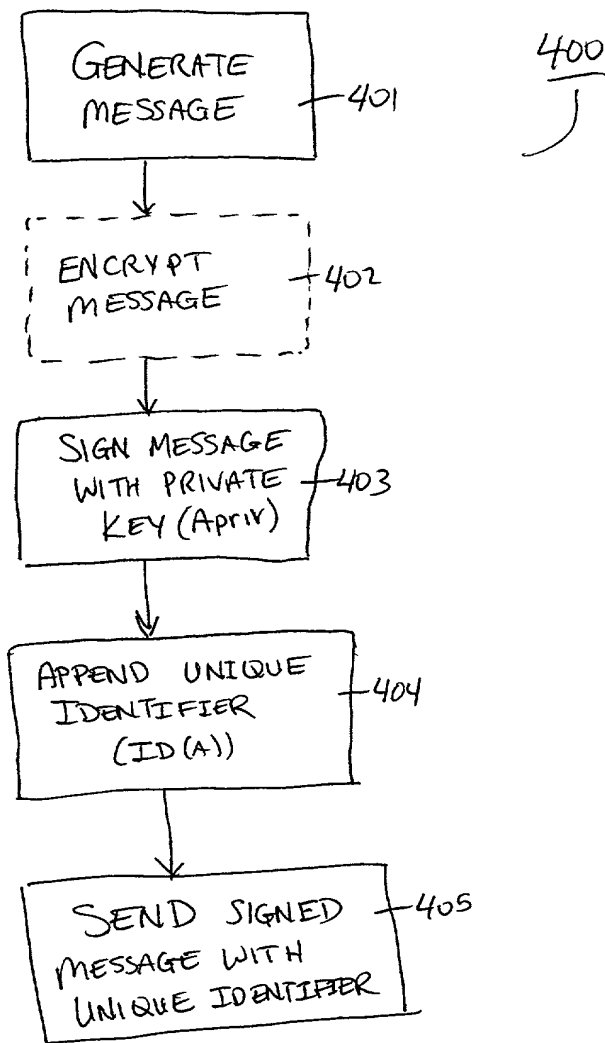 GENERATE
MESSAGE
401
400
ENCRYPT
MESSAGE
402
SIGN MESSAGE
WITH PRIVATE
KEY (Apriv)
403
APPEND UNIQUE
IDENTIFIER
(ID(A))
404
SEND SIGNED
MESSAGE WITH
UNIQUE IDENTIFIER
405